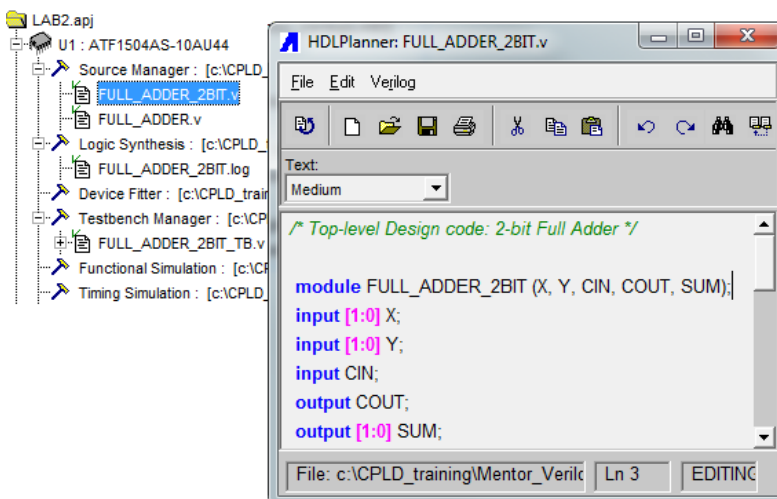 LAB2.apj
U1 : ATF1504AS-10AU44
Source Manager : [c:\CPLD_
FULL_ADDER_2BIT.v
FULL_ADDER.v
Logic Synthesis : [c:\CPLD_
FULL_ADDER_2BIT.log
Device Fitter : [c:\CPLD_train
Testbench Manager : [c:\CP
FULL_ADDER_2BIT_TB.v
Functional Simulation : [c:\CP
Timing Simulation : [c:\CPLD_
HDLPlanner: FULL_ADDER_2BIT.v
File Edit Verilog
Text:
Medium
/* Top-level Design code: 2-bit Full Adder */
module FULL_ADDER_2BIT (X, Y, CIN, COUT, SUM);
input [1:0] X;
input [1:0] Y;
input CIN;
output COUT;
output [1:0] SUM;
File: c:\CPLD_training\Mentor_Verilo Ln 3 EDITING